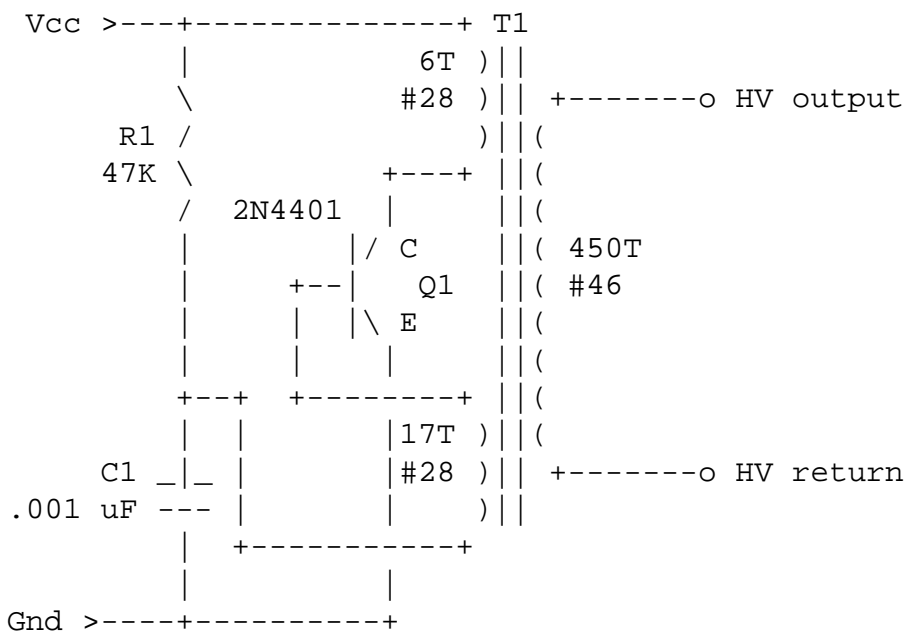 Vcc > T1
6T
#28 HV output
R1
47K
2N4401
C 450T
Q1 #46
E
17T
C1 #28 HV return
.001 uF
Gnd >